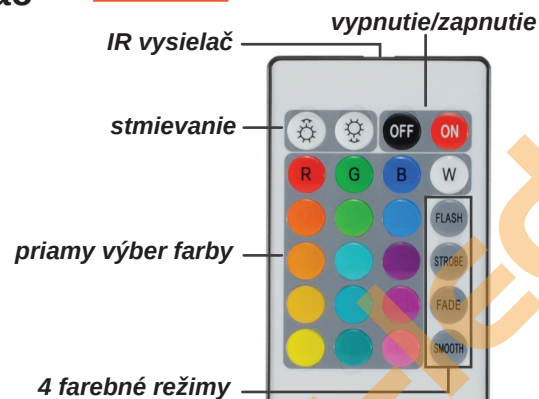 vypnutie/zapnutie
IR vysielač
stmievanie
OFF ON
R G B W
FLASH
priamy výber farby
STROBE
FADE
SMOOTH
4 farebné režimy